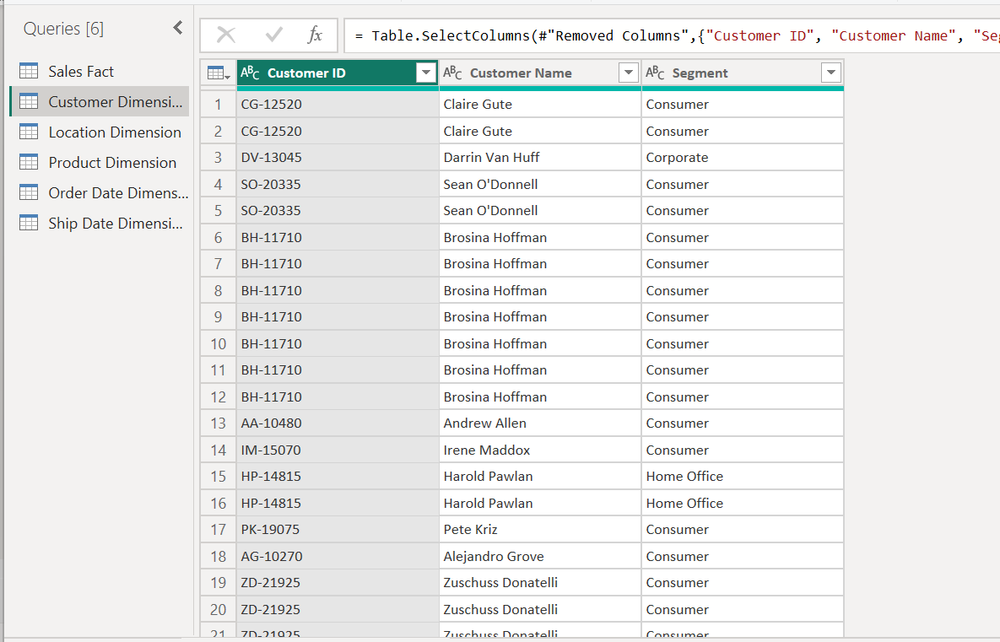 Queries [6]
Sales Fact
Customer Dimensi...
Location Dimension
Product Dimension
Order Date Dimens...
Ship Date Dimensi...
fx = Table.SelectColumns(#"Removed Columns",{"Customer ID", "Customer Name", "Seg
ABC Customer ID ABC Customer Name ABC Segment
1 CG-12520 Claire Gute Consumer
2 CG-12520 Claire Gute Consumer
3 DV-13045 Darrin Van Huff Corporate
4 SO-20335 Sean O'Donnell Consumer
5 SO-20335 Sean O'Donnell Consumer
6 BH-11710 Brosina Hoffman Consumer
7 BH-11710 Brosina Hoffman Consumer
8 BH-11710 Brosina Hoffman Consumer
9 BH-11710 Brosina Hoffman Consumer
10 BH-11710 Brosina Hoffman Consumer
11 BH-11710 Brosina Hoffman Consumer
12 BH-11710 Brosina Hoffman Consumer
13 AA-10480 Andrew Allen Consumer
14 IM-15070 Irene Maddox Consumer
15 HP-14815 Harold Pawlan Home Office
16 HP-14815 Harold Pawlan Home Office
17 PK-19075 Pete Kriz Consumer
18 AG-10270 Alejandro Grove Consumer
19 ZD-21925 Zuschuss Donatelli Consumer
20 ZD-21925 Zuschuss Donatelli Consumer
21 ZD-21925 Zuschuss Donatelli Consumer